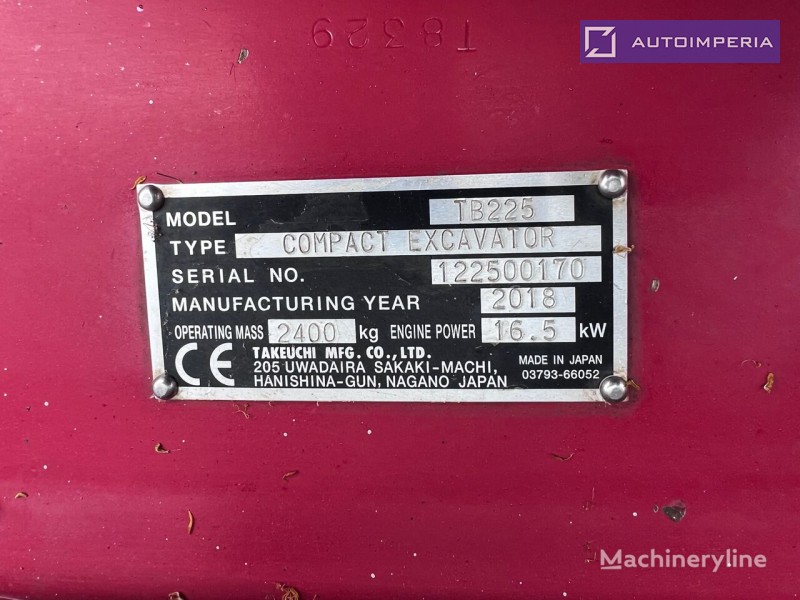 T8329
AUTOIMPERIA
MODEL TB225
TYPE COMPACT EXCAVATOR
SERIAL NO. 122500170
MANUFACTURING YEAR 2018
OPERATING MASS 2400 kg ENGINE POWER 16.5 kW
CE TAKEUCHI MFG. CO., LTD.
205 UWADAIRA SAKAKI-MACHI,
HANISHINA-GUN, NAGANO JAPAN
MADE IN JAPAN
03793-66052
Machineryline